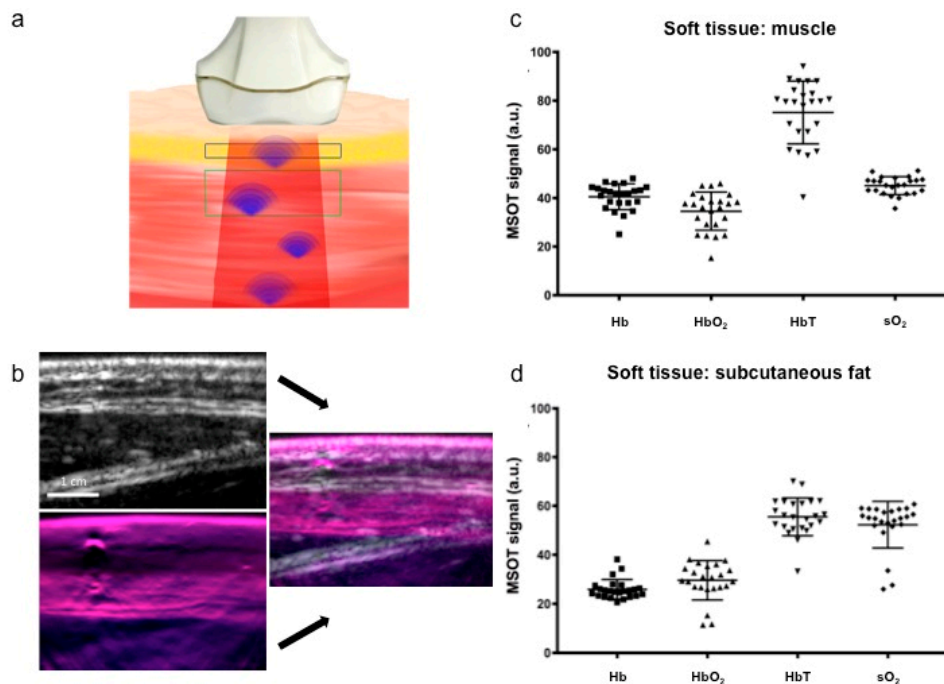 a
c
Soft tissue: muscle
MSOT signal (a.u.)
100
80
60
40
20
0
Hb
HbO₂
HbT
sO₂
b
1 cm
d
Soft tissue: subcutaneous fat
MSOT signal (a.u.)
100
80
60
40
20
0
Hb
HbO₂
HbT
sO₂